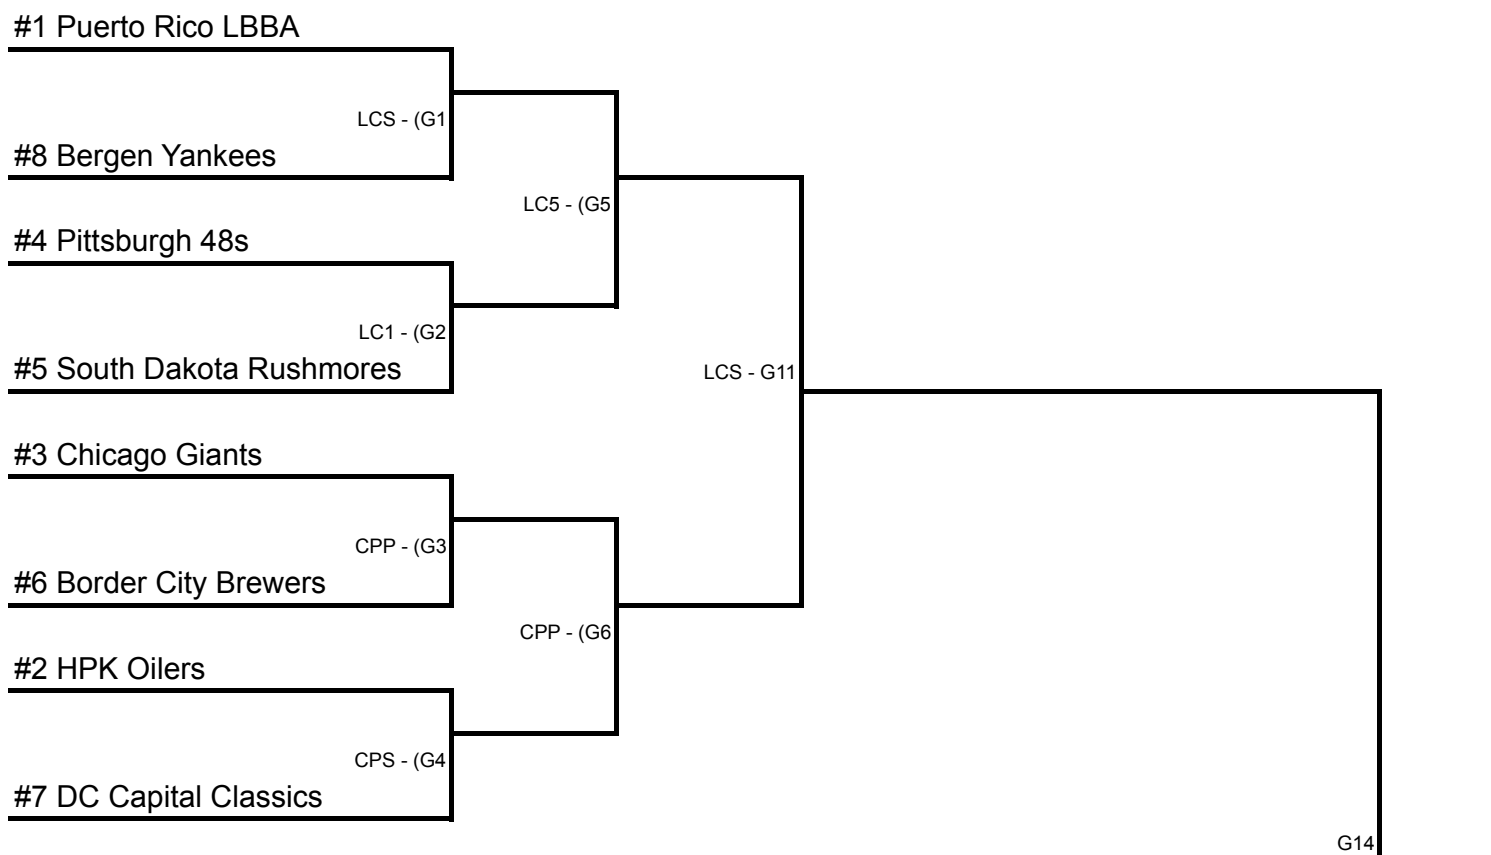 #1 Puerto Rico LBBA
LCS - (G1
#8 Bergen Yankees
LC5 - (G5
#4 Pittsburgh 48s
LC1 - (G2
#5 South Dakota Rushmores
LCS - G11
#3 Chicago Giants
CPP - (G3
#6 Border City Brewers
CPP - (G6
#2 HPK Oilers
CPS - (G4
#7 DC Capital Classics
G14